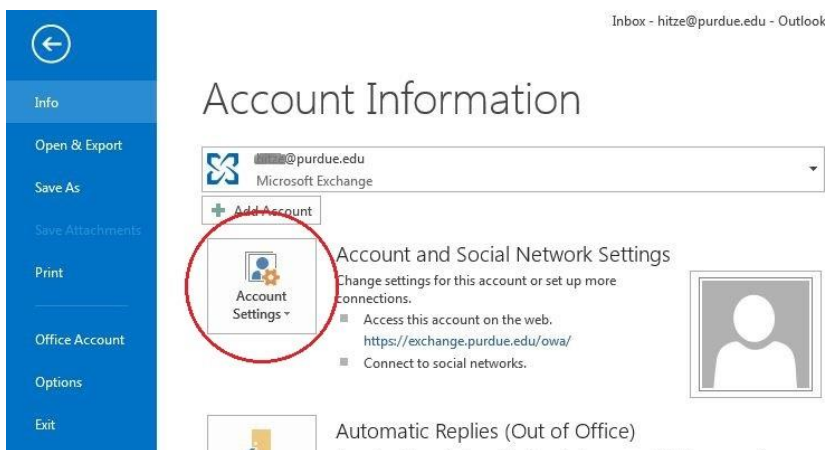 Inbox - hitze@purdue.edu - Outlook
Info
Open & Export
Save As
Save Attachments
Print
Office Account
Options
Exit
Account Information
@purdue.edu
Microsoft Exchange
Add Account
Account
Settings
Account and Social Network Settings
Change settings for this account or set up more
connections.
Access this account on the web.
https://exchange.purdue.edu/owa/
Connect to social networks.
Automatic Replies (Out of Office)